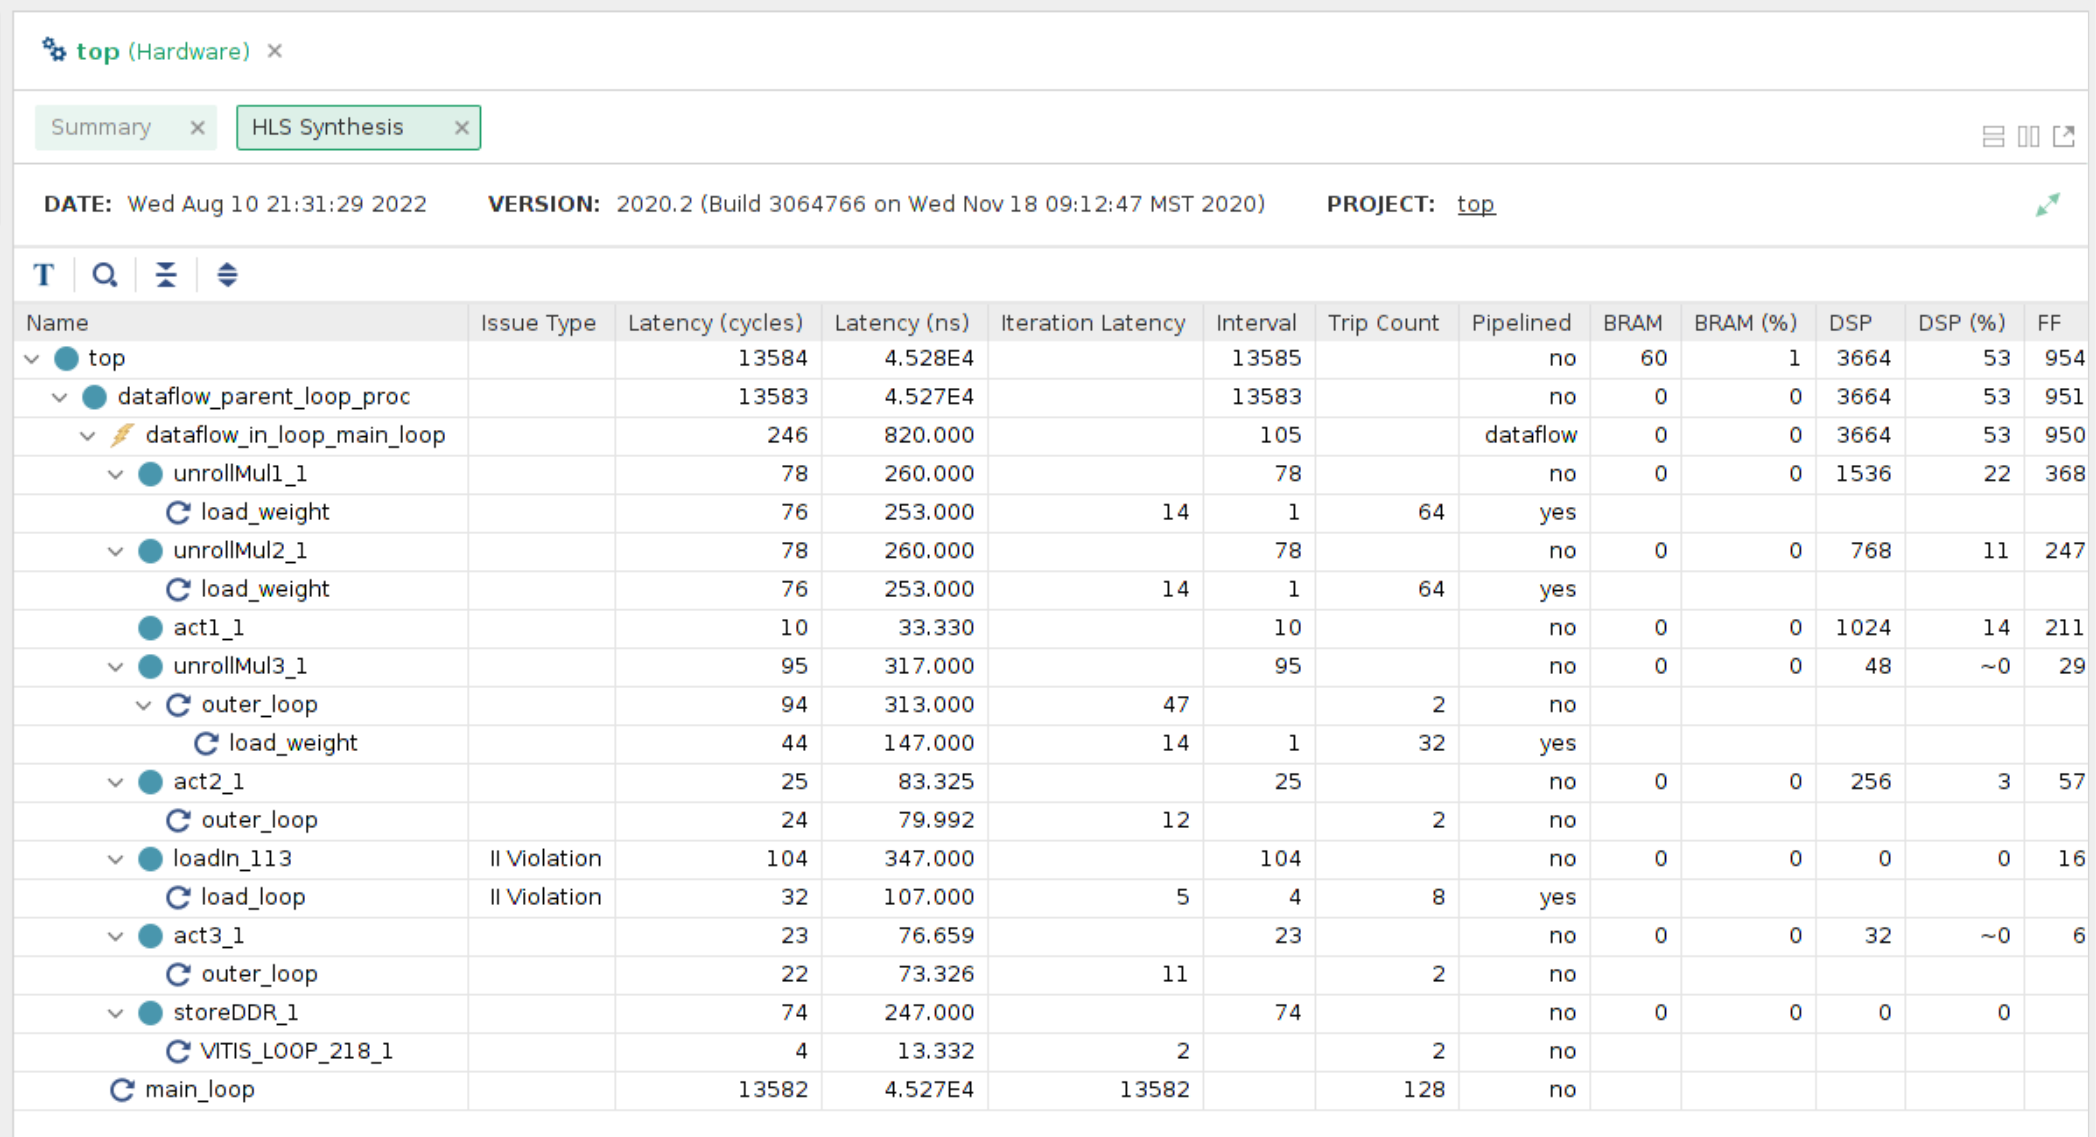 top (Hardware) ×
Summary × HLS Synthesis ×
DATE: Wed Aug 10 21:31:29 2022 VERSION: 2020.2 (Build 3064766 on Wed Nov 18 09:12:47 MST 2020) PROJECT: top
T
Name Issue Type Latency (cycles) Latency (ns) Iteration Latency Interval Trip Count Pipelined BRAM BRAM (%) DSP DSP (%) FF
top 13584 4.528E4 13585 no 60 1 3664 53 954
dataflow_parent_loop_proc 13583 4.527E4 13583 no 0 0 3664 53 951
dataflow_in_loop_main_loop 246 820.000 105 dataflow 0 0 3664 53 950
unrollMul1_1 78 260.000 78 no 0 0 1536 22 368
load_weight 76 253.000 14 1 64 yes
unrollMul2_1 78 260.000 78 no 0 0 768 11 247
load_weight 76 253.000 14 1 64 yes
act1_1 10 33.330 10 no 0 0 1024 14 211
unrollMul3_1 95 317.000 95 no 0 0 48 ~0 29
outer_loop 94 313.000 47 2 no
load_weight 44 147.000 14 1 32 yes
act2_1 25 83.325 25 no 0 0 256 3 57
outer_loop 24 79.992 12 2 no
loadIn_113 II Violation 104 347.000 104 no 0 0 0 0 16
load_loop II Violation 32 107.000 5 4 8 yes
act3_1 23 76.659 23 no 0 0 32 ~0 6
outer_loop 22 73.326 11 2 no
storeDDR_1 74 247.000 74 no 0 0 0 0
VITIS_LOOP_218_1 4 13.332 2 2 no
main_loop 13582 4.527E4 13582 128 no